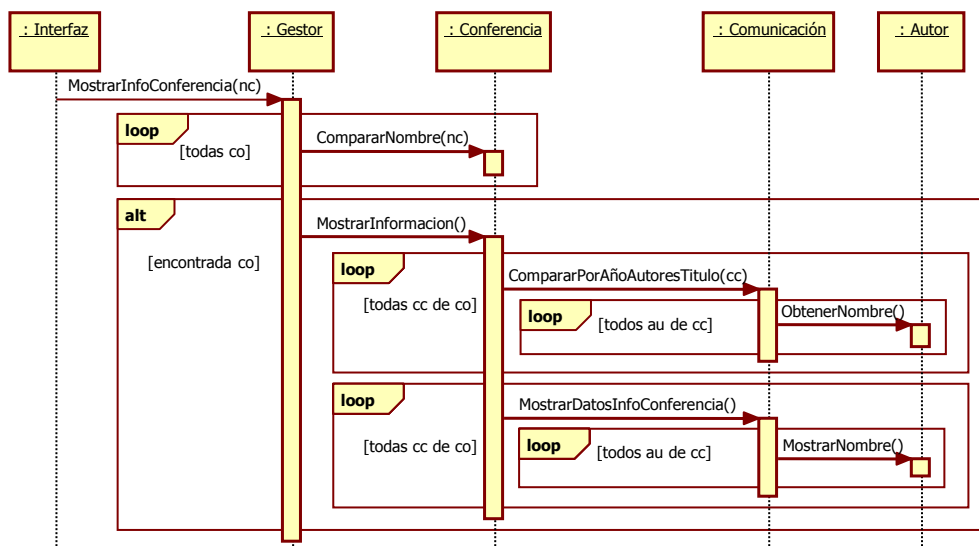 : Interfaz
: Gestor
: Conferencia
: Comunicación
: Autor
MostrarInfoConferencia(nc)
loop
[todas co]
CompararNombre(nc)
alt
[encontrada co]
MostrarInformacion()
loop
[todas cc de co]
CompararPorAñoAutoresTitulo(cc)
loop
[todos au de cc]
ObtenerNombre()
loop
[todas cc de co]
MostrarDatosInfoConferencia()
loop
[todos au de cc]
MostrarNombre()